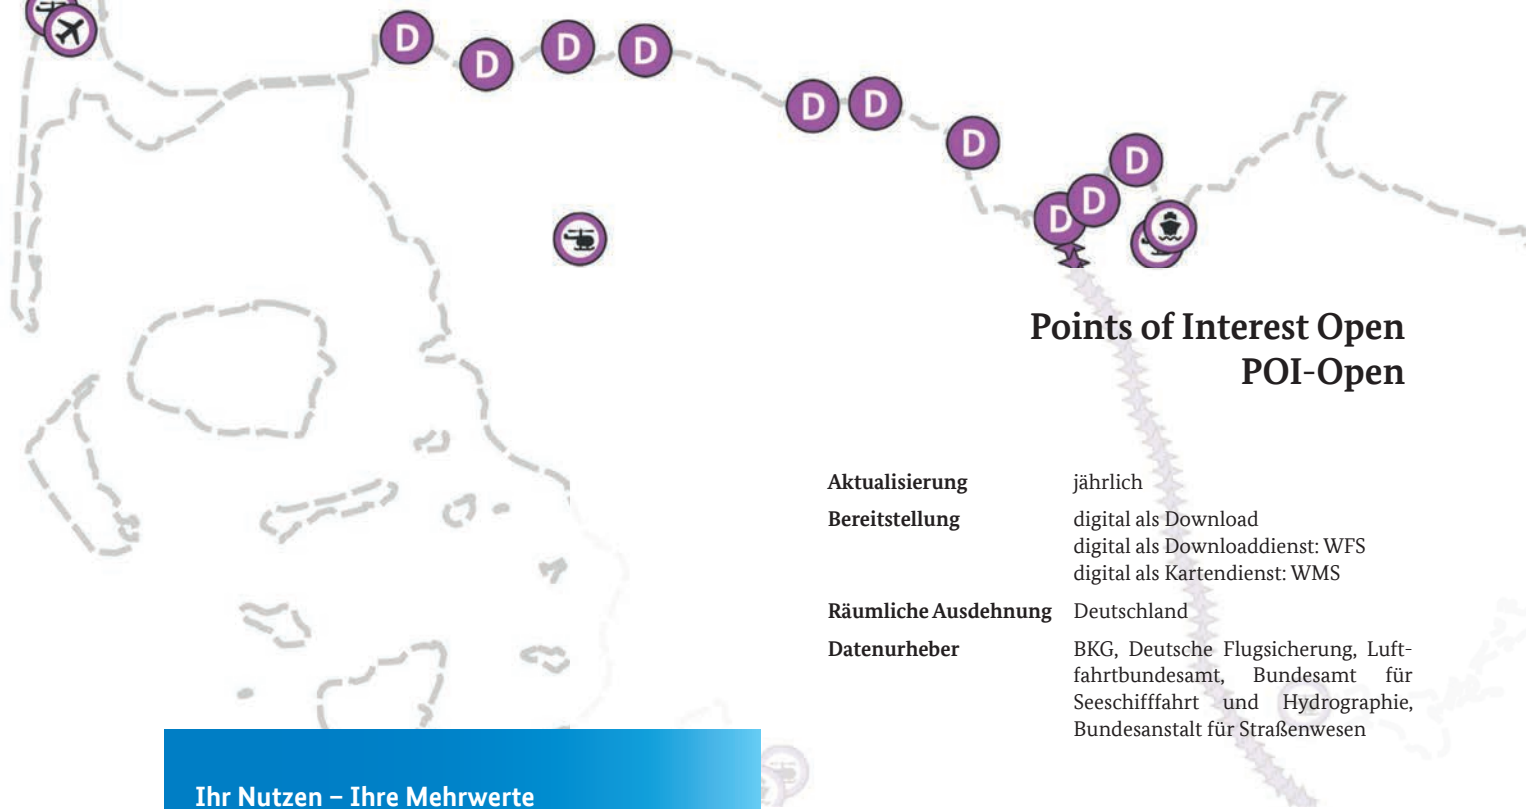 D
D
D
D
D
D
D
D
D
D
Points of Interest Open
POI-Open
Aktualisierung jährlich
Bereitstellung digital als Download
digital als Downloaddienst: WFS
digital als Kartendienst: WMS
Räumliche Ausdehnung Deutschland
Datenurheber BKG, Deutsche Flugsicherung, Luft-
fahrtbundesamt, Bundesamt für
Seeschifffahrt und Hydrographie,
Bundesanstalt für Straßenwesen
Ihr Nutzen – Ihre Mehrwerte